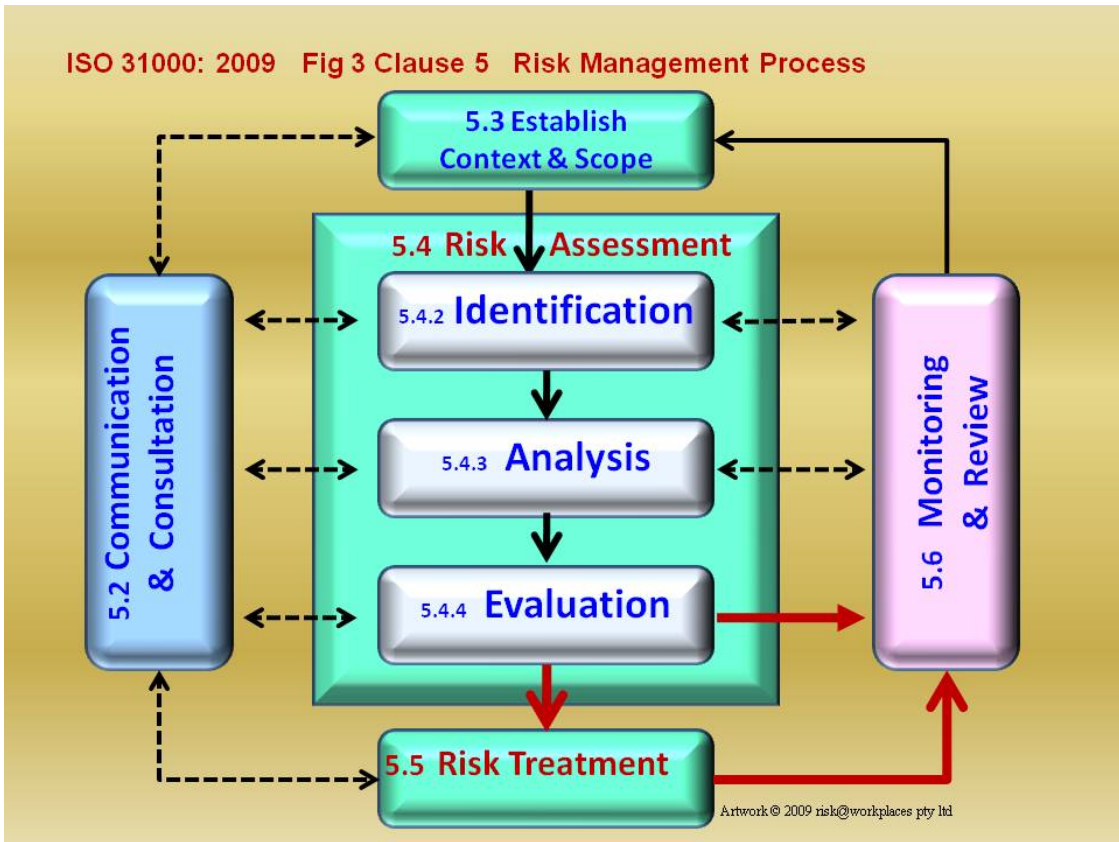 ISO 31000: 2009 Fig 3 Clause 5 Risk Management Process
5.3 Establish
Context & Scope
5.4 Risk Assessment
5.4.2 Identification
5.4.3 Analysis
5.4.4 Evaluation
5.2 Communication
& Consultation
5.6 Monitoring
& Review
5.5 Risk Treatment
Artwork © 2009 risk@workplaces pty ltd